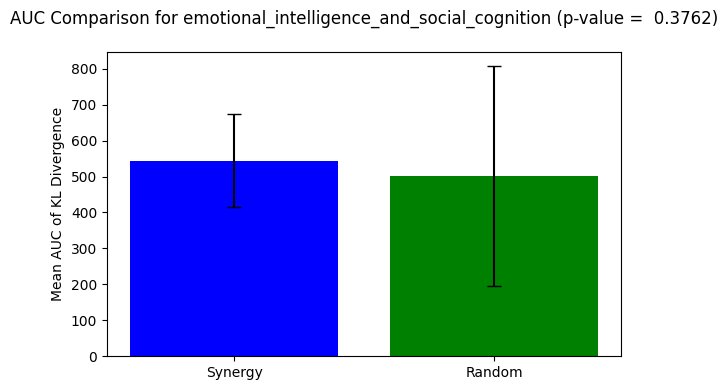 AUC Comparison for emotional_intelligence_and_social_cognition (p-value =  0.3762)
Mean AUC of KL Divergence
800
700
600
500
400
300
200
100
0
Synergy
Random